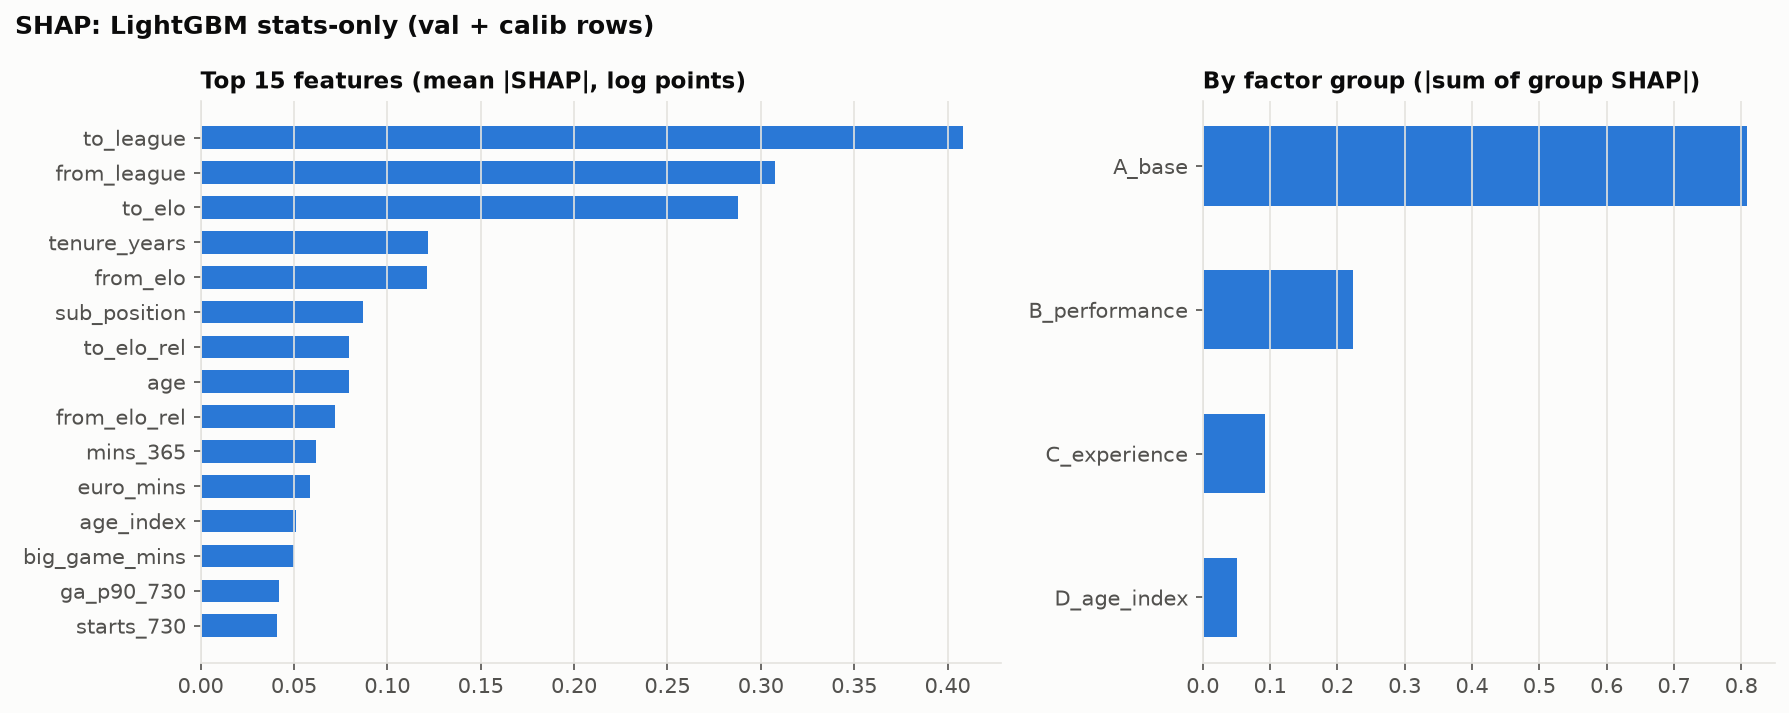 SHAP: LightGBM stats-only (val + calib rows)
Top 15 features (mean |SHAP|, log points)
to_league
from_league
to_elo
tenure_years
from_elo
sub_position
to_elo_rel
age
from_elo_rel
mins_365
euro_mins
age_index
big_game_mins
ga_p90_730
starts_730
0.00 0.05 0.10 0.15 0.20 0.25 0.30 0.35 0.40
By factor group (|sum of group SHAP|)
A_base
B_performance
C_experience
D_age_index
0.0 0.1 0.2 0.3 0.4 0.5 0.6 0.7 0.8